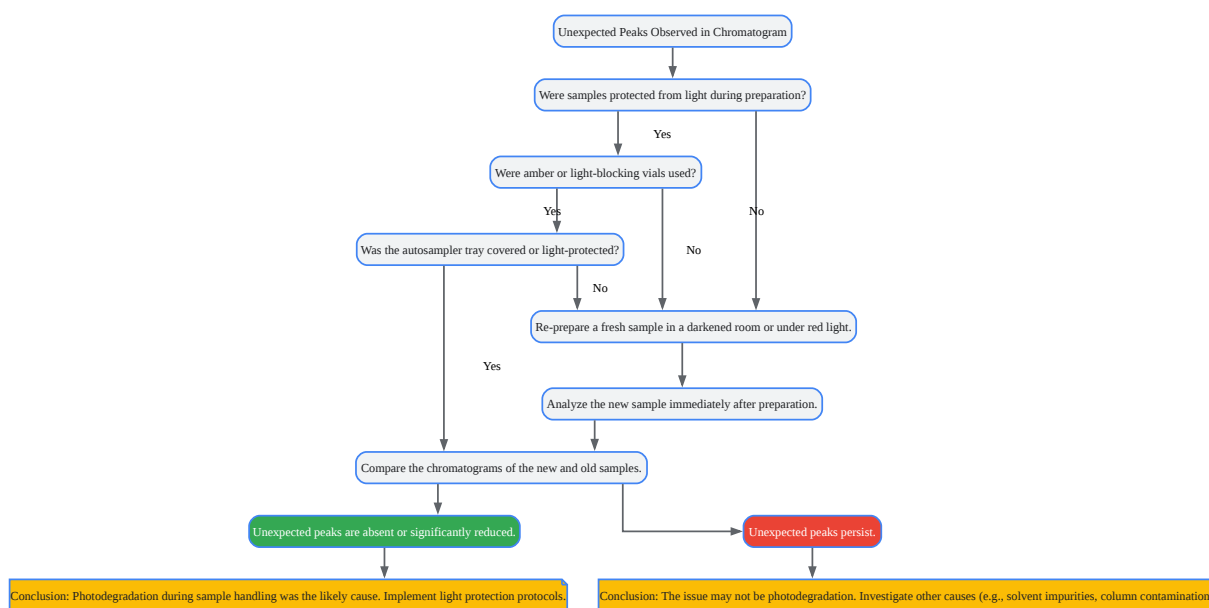 Unexpected Peaks Observed in Chromatogram
Were samples protected from light during preparation?
Yes
Were amber or light-blocking vials used?
Yes
No
Was the autosampler tray covered or light-protected?
No
No
Re-prepare a fresh sample in a darkened room or under red light.
Yes
Analyze the new sample immediately after preparation.
Compare the chromatograms of the new and old samples.
Unexpected peaks are absent or significantly reduced.
Unexpected peaks persist.
Conclusion: Photodegradation during sample handling was the likely cause. Implement light protection protocols.
Conclusion: The issue may not be photodegradation. Investigate other causes (e.g., solvent impurities, column contamination